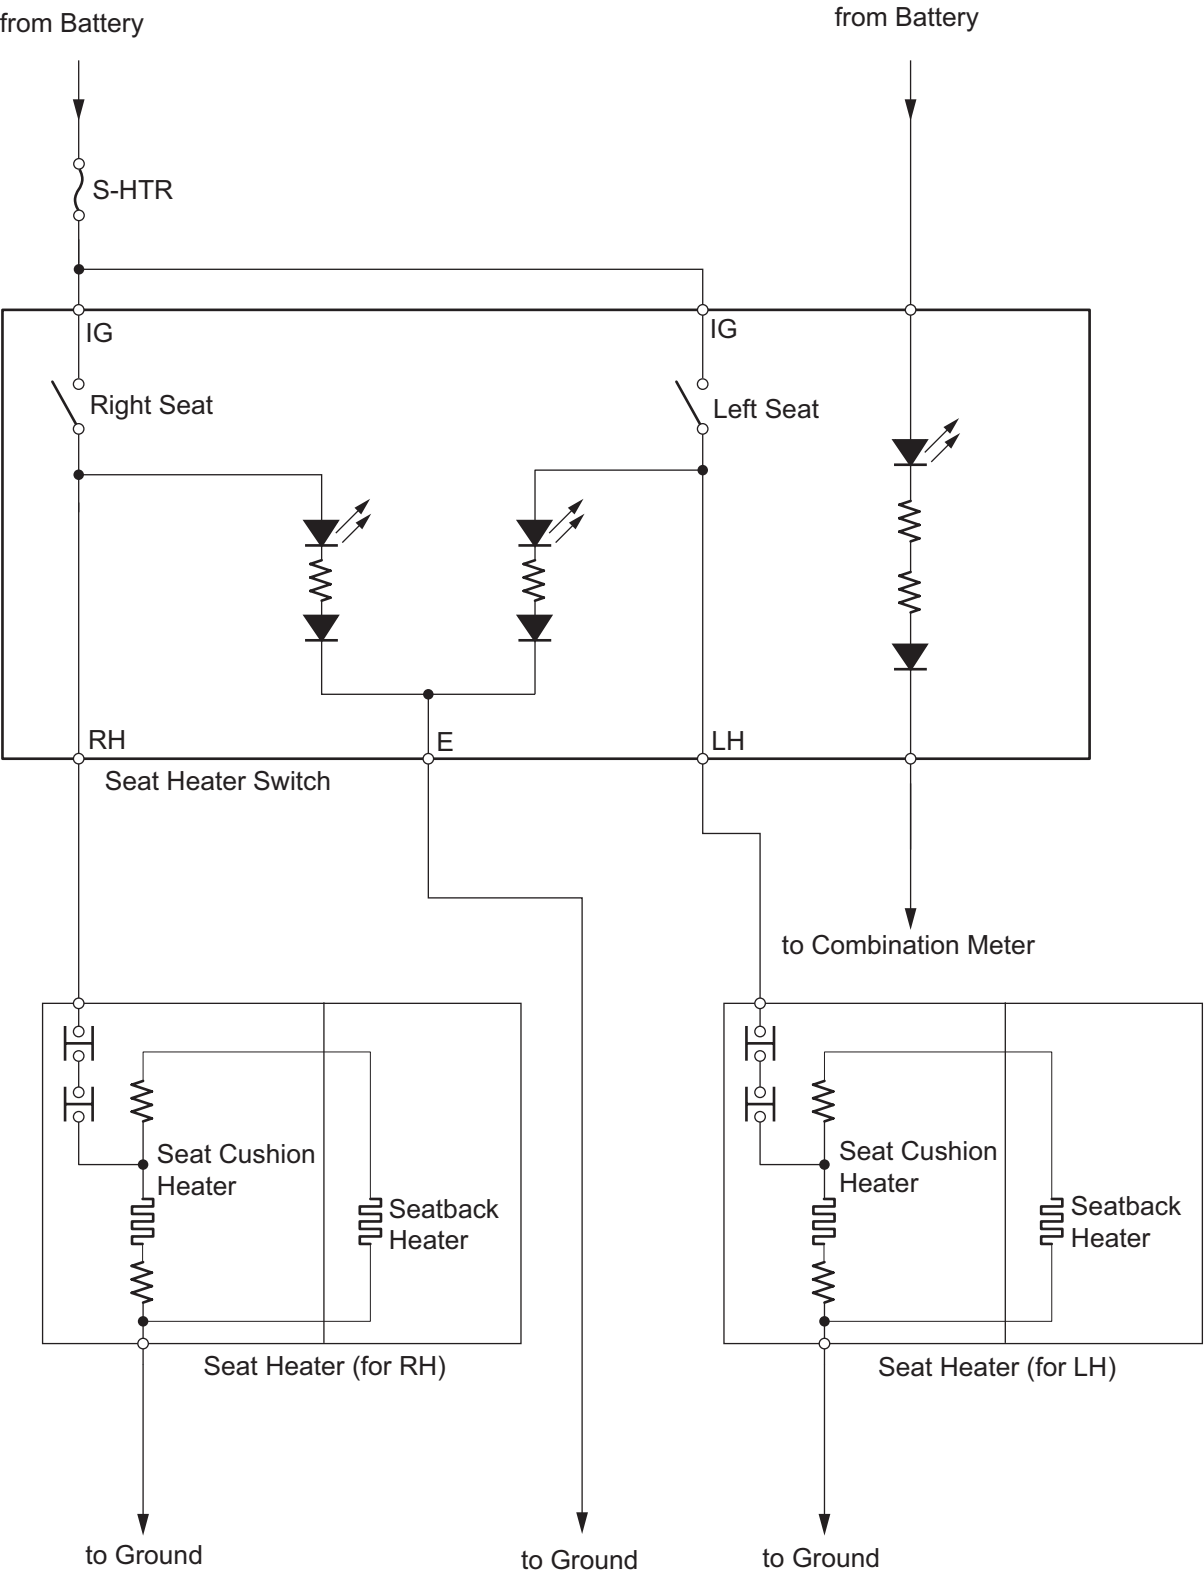 from Battery
from Battery
S-HTR
IG
IG
Right Seat
Left Seat
RH
E
LH
Seat Heater Switch
to Combination Meter
Seat Cushion
Heater
Seatback
Heater
Seat Cushion
Heater
Seatback
Heater
Seat Heater (for RH)
Seat Heater (for LH)
to Ground
to Ground
to Ground